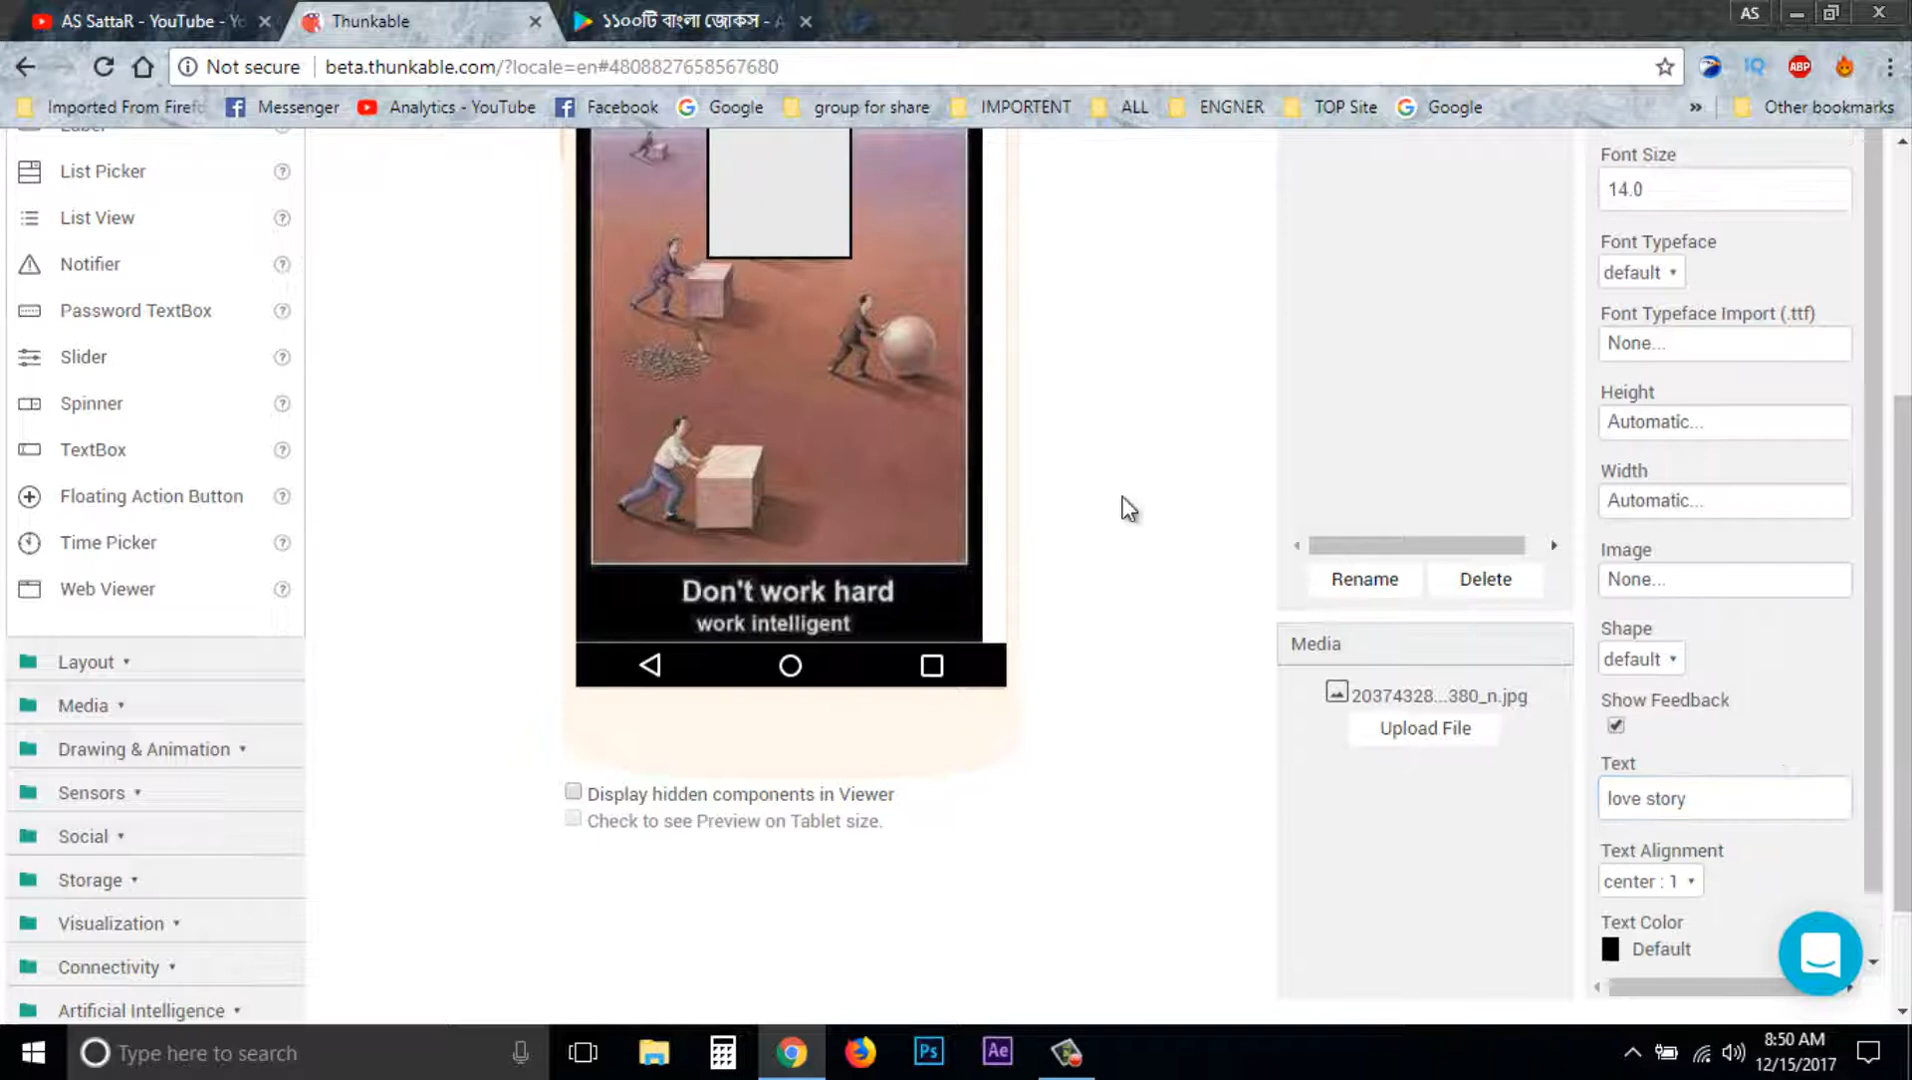 AS SattaR - YouTube - Yo
Thunkable
১১০০টি বাংলা জোকস - A
AS
Not secure
beta.thunkable.com/?locale=en#4808827658567680
ABP
Imported From Firefo
Messenger
Analytics - YouTube
Facebook
Google
group for share
IMPORTENT
ALL
ENGNER
TOP Site
Google
»
Other bookmarks
Label
List Picker
List View
Notifier
Password TextBox
Slider
Spinner
TextBox
Floating Action Button
Time Picker
Web Viewer
Layout
Media
Drawing & Animation
Sensors
Social
Storage
Visualization
Connectivity
Artificial Intelligence
Don't work hard
work intelligent
Display hidden components in Viewer
Check to see Preview on Tablet size.
Rename
Delete
Media
20374328...380_n.jpg
Upload File
Font Size
14.0
Font Typeface
default
Font Typeface Import (.ttf)
None...
Height
Automatic...
Width
Automatic...
Image
None...
Shape
default
Show Feedback
Text
love story
Text Alignment
center : 1
Text Color
Default
Type here to search
Ps
Ae
8:50 AM
12/15/2017